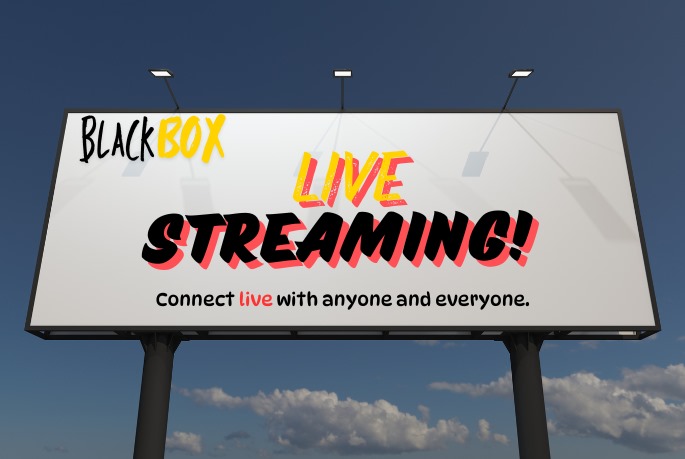 BLACKBOX
LIVE
STREAMING!
Connect live with anyone and everyone.